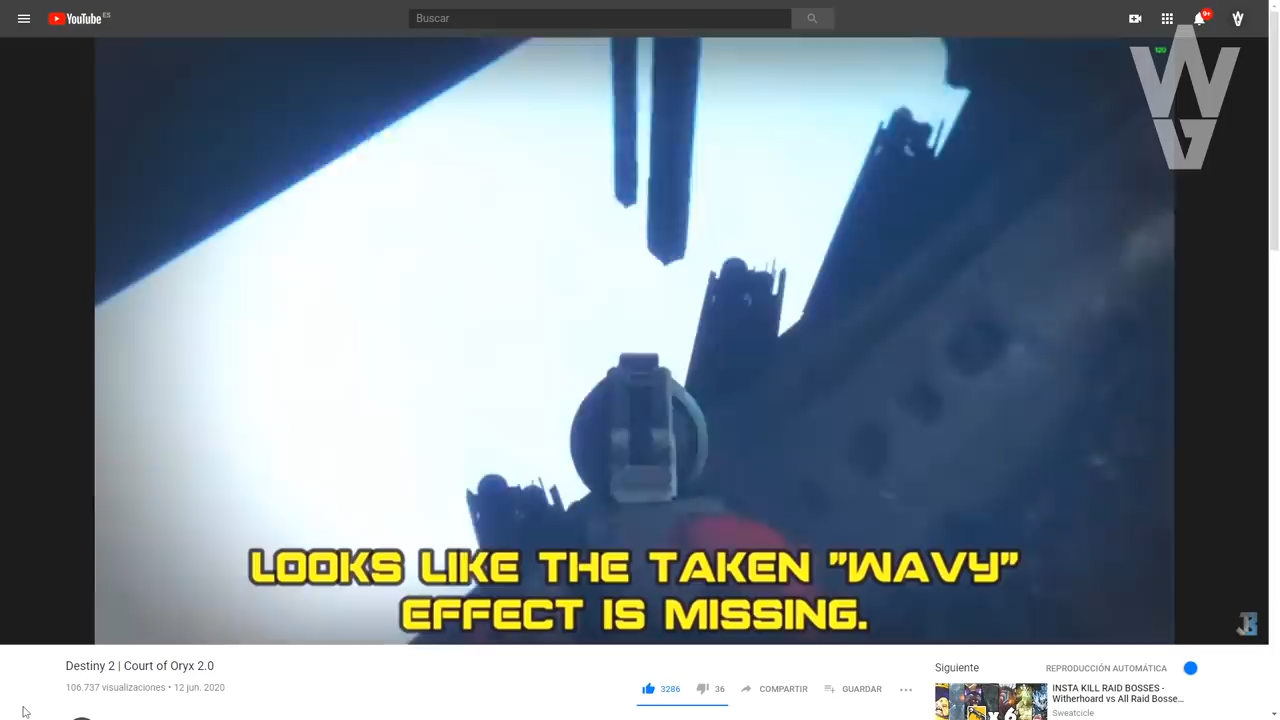 YouTube ES
Buscar
9+
LOOKS LIKE THE TAKEN "WAVY"
EFFECT IS MISSING.
Destiny 2 | Court of Oryx 2.0
106.737 visualizaciones • 12 jun. 2020
3286
36
COMPARTIR
GUARDAR
Siguiente
REPRODUCCIÓN AUTOMÁTICA
INSTA KILL RAID BOSSES -
Witherhoard vs All Raid Bosse...
Sweatcicle
x 6